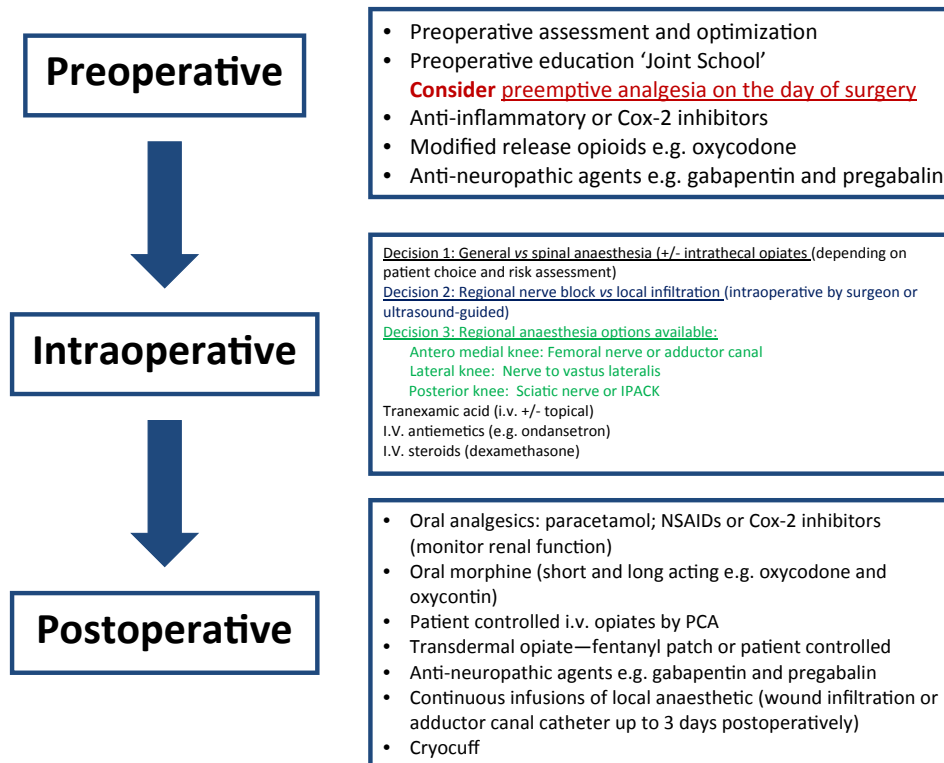 Preoperative
• Preoperative assessment and optimization
• Preoperative education ‘Joint School’
Consider preemptive analgesia on the day of surgery
• Anti-inflammatory or Cox-2 inhibitors
• Modified release opioids e.g. oxycodone
• Anti-neuropathic agents e.g. gabapentin and pregabalin
Intraoperative
Decision 1: General vs spinal anaesthesia (+/- intrathecal opiates (depending on
patient choice and risk assessment)
Decision 2: Regional nerve block vs local infiltration (intraoperative by surgeon or
ultrasound-guided)
Decision 3: Regional anaesthesia options available:
Antero medial knee: Femoral nerve or adductor canal
Lateral knee: Nerve to vastus lateralis
Posterior knee: Sciatic nerve or IPACK
Tranexamic acid (i.v. +/- topical)
I.V. antiemetics (e.g. ondansetron)
I.V. steroids (dexamethasone)
Postoperative
• Oral analgesics: paracetamol; NSAIDs or Cox-2 inhibitors
(monitor renal function)
• Oral morphine (short and long acting e.g. oxycodone and
oxycontin)
• Patient controlled i.v. opiates by PCA
• Transdermal opiate—fentanyl patch or patient controlled
• Anti-neuropathic agents e.g. gabapentin and pregabalin
• Continuous infusions of local anaesthetic (wound infiltration or
adductor canal catheter up to 3 days postoperatively)
• Cryocuff